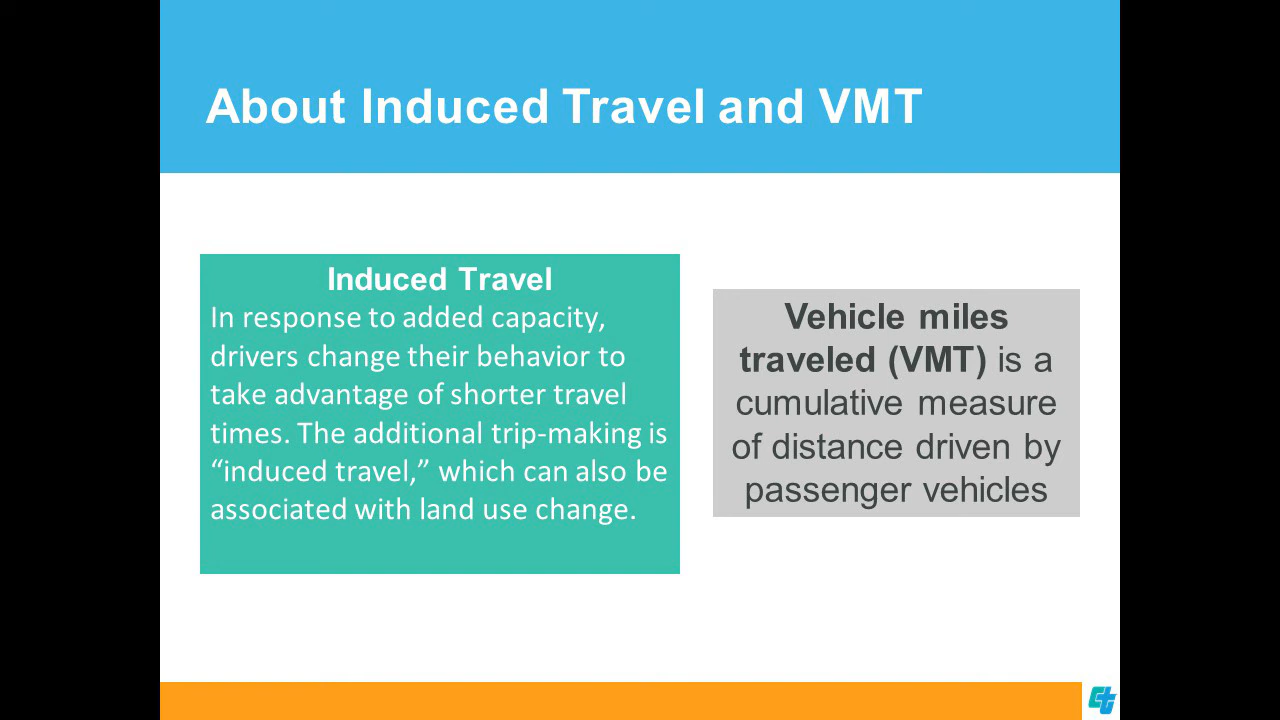 About Induced Travel and VMT
Induced Travel
In response to added capacity,
drivers change their behavior to
take advantage of shorter travel
times. The additional trip-making is
“induced travel,” which can also be
associated with land use change.
Vehicle miles
traveled (VMT) is a
cumulative measure
of distance driven by
passenger vehicles